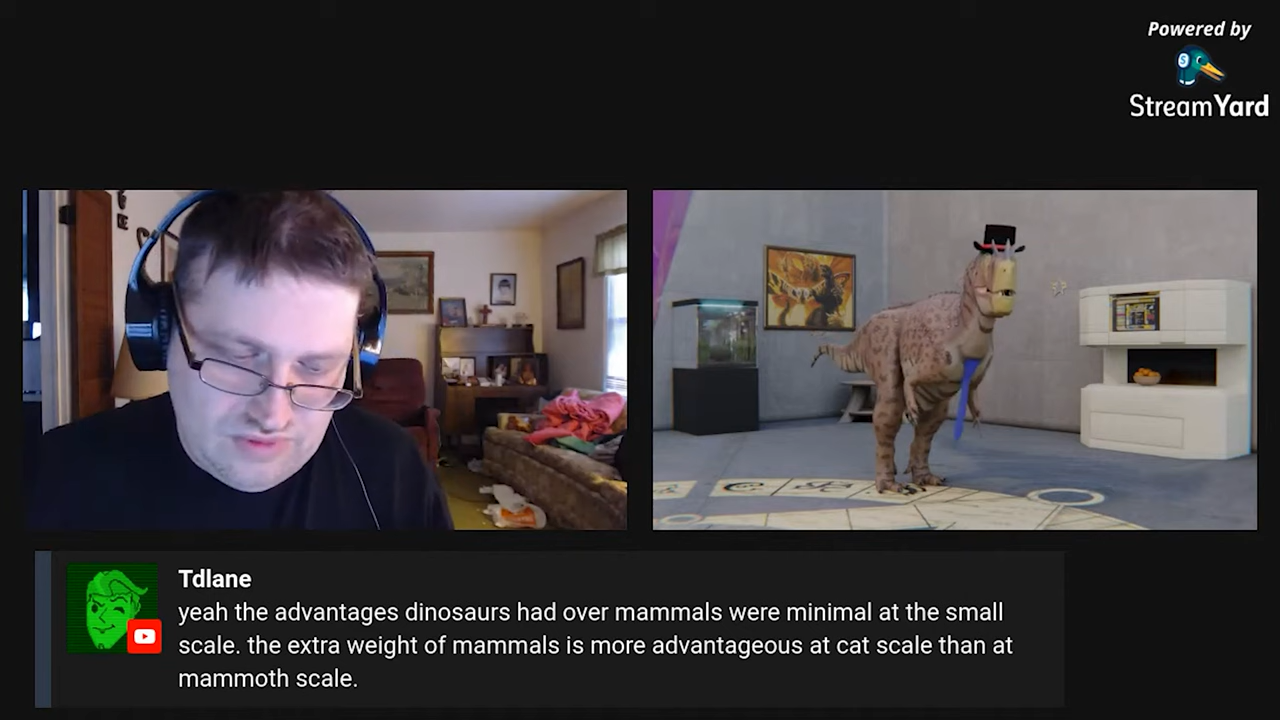 Powered by
StreamYard
Tdlane
yeah the advantages dinosaurs had over mammals were minimal at the small
scale. the extra weight of mammals is more advantageous at cat scale than at
mammoth scale.